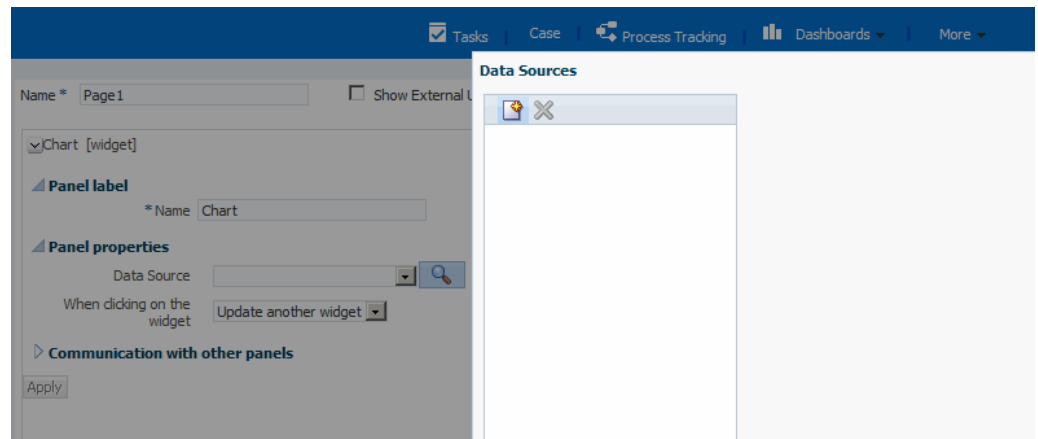 Tasks | Case | Process Tracking | Dashboards | More
Data Sources
Name * Page1 Show External U
Chart [widget]
Panel label
* Name Chart
Panel properties
Data Source
When clicking on the
widget Update another widget
Communication with other panels
Apply